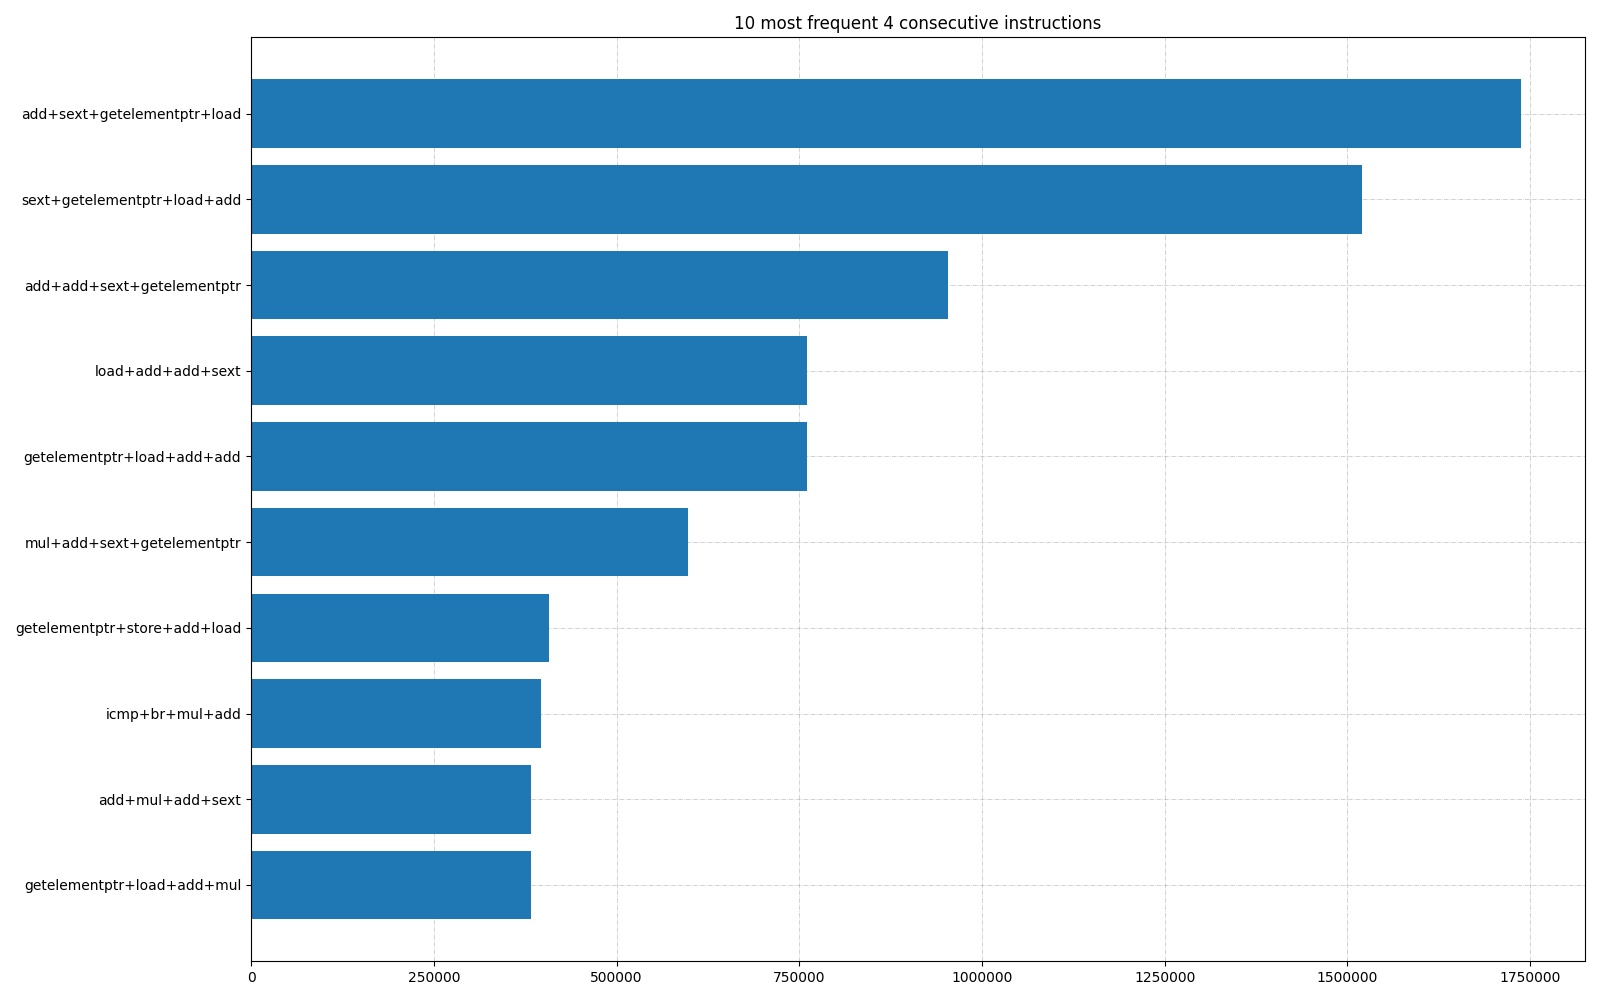 10 most frequent 4 consecutive instructions
add+sext+getelementptr+load
sext+getelementptr+load+add
add+add+sext+getelementptr
load+add+add+sext
getelementptr+load+add+add
mul+add+sext+getelementptr
getelementptr+store+add+load
icmp+br+mul+add
add+mul+add+sext
getelementptr+load+add+mul
0 250000 500000 750000 1000000 1250000 1500000 1750000